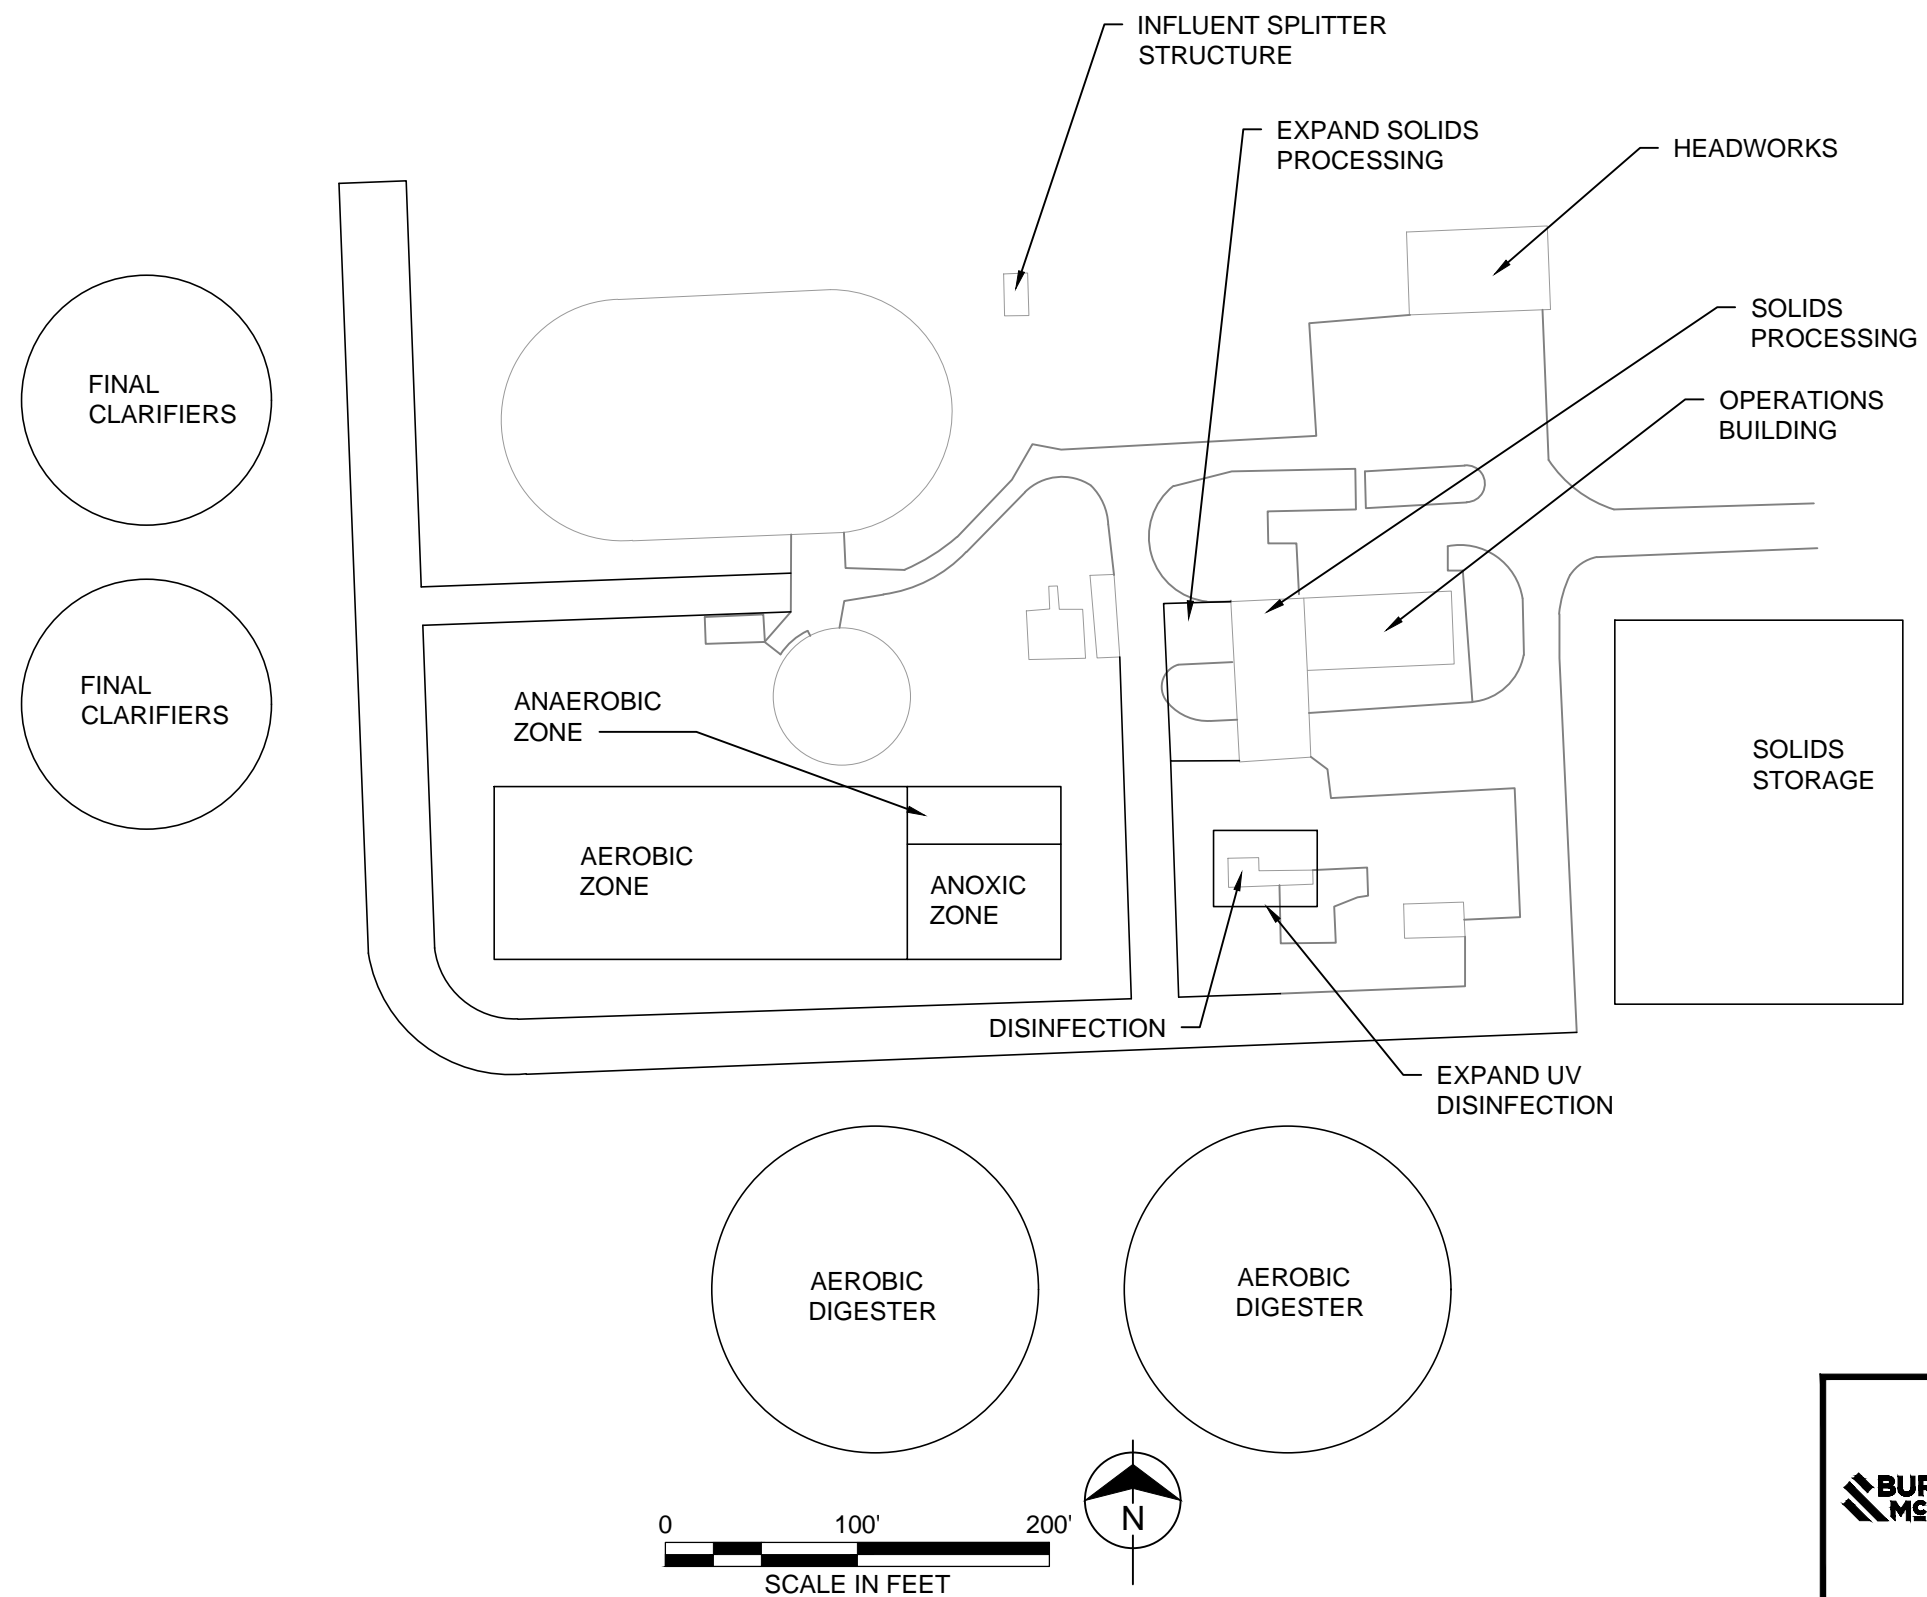 INFLUENT SPLITTER
STRUCTURE
EXPAND SOLIDS
PROCESSING
HEADWORKS
SOLIDS
PROCESSING
OPERATIONS
BUILDING
FINAL
CLARIFIERS
FINAL
CLARIFIERS
ANAEROBIC
ZONE
AEROBIC
ZONE
ANOXIC
ZONE
SOLIDS
STORAGE
DISINFECTION
EXPAND UV
DISINFECTION
AEROBIC
DIGESTER
AEROBIC
DIGESTER
0 100' 200'
SCALE IN FEET
N